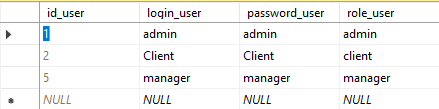 id_user login_user password_user role_user
1 admin admin admin
2 Client Client client
5 manager manager manager
NULL NULL NULL NULL